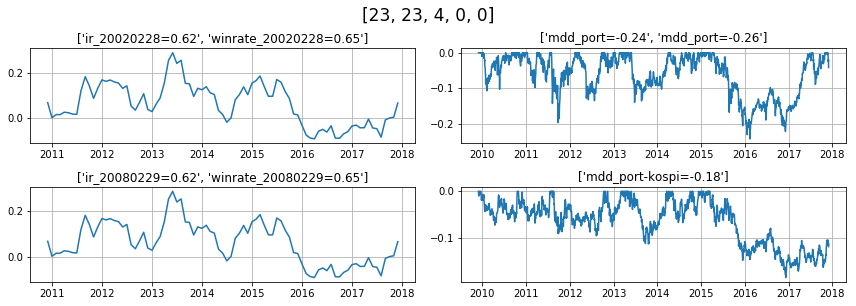 [23, 23, 4, 0, 0]
['ir_20020228=0.62', 'winrate_20020228=0.65']
0.2
0.0
2011 2012 2013 2014 2015 2016 2017 2018
['mdd_port=-0.24', 'mdd_port=-0.26']
0.0
−0.1
−0.2
2010 2011 2012 2013 2014 2015 2016 2017 2018
['ir_20080229=0.62', 'winrate_20080229=0.65']
0.2
0.0
2011 2012 2013 2014 2015 2016 2017 2018
['mdd_port-kospi=-0.18']
0.0
−0.1
2010 2011 2012 2013 2014 2015 2016 2017 2018